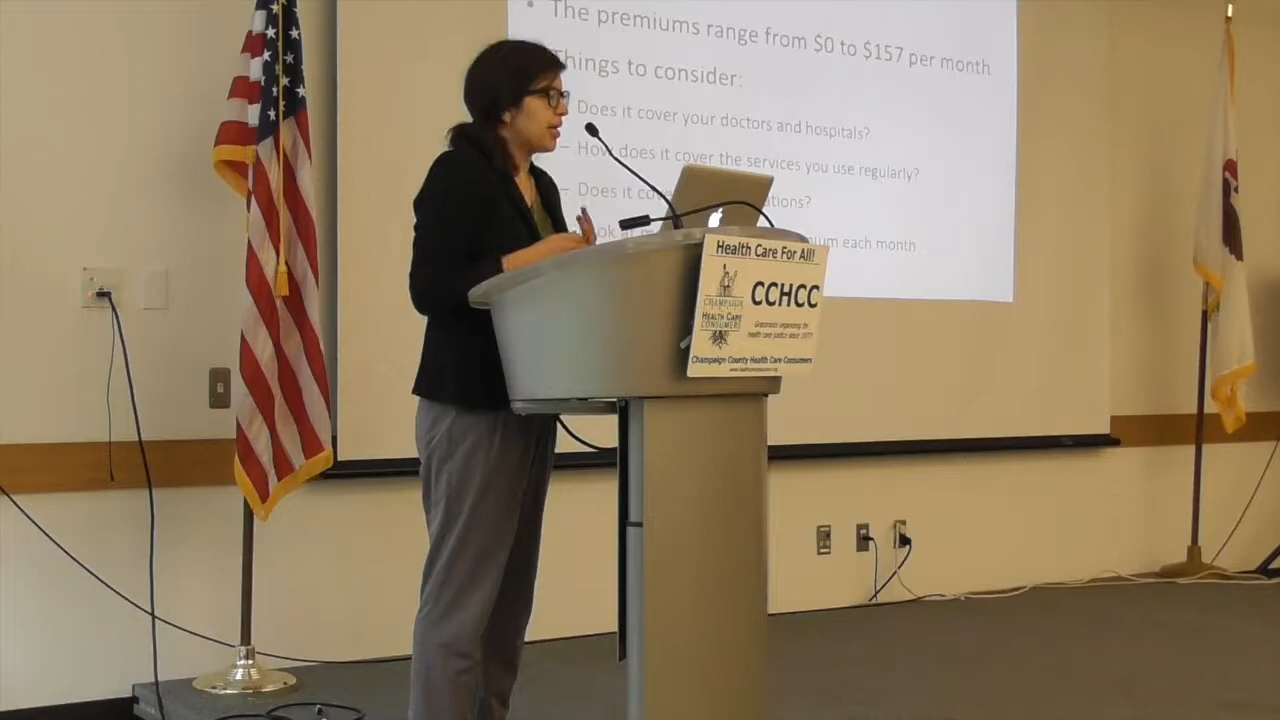 • The premiums range from $0 to $157 per month
Things to consider:
Does it cover your doctors and hospitals?
– How does it cover the services you use regularly?
– Does it
each month
Health Care For All!
CHAMPAIGN
HEALTH CARE
CONSUMERS
CCHCC
Grassroots organizing for
health care justice since 1977!
Champaign County Health Care Consumers